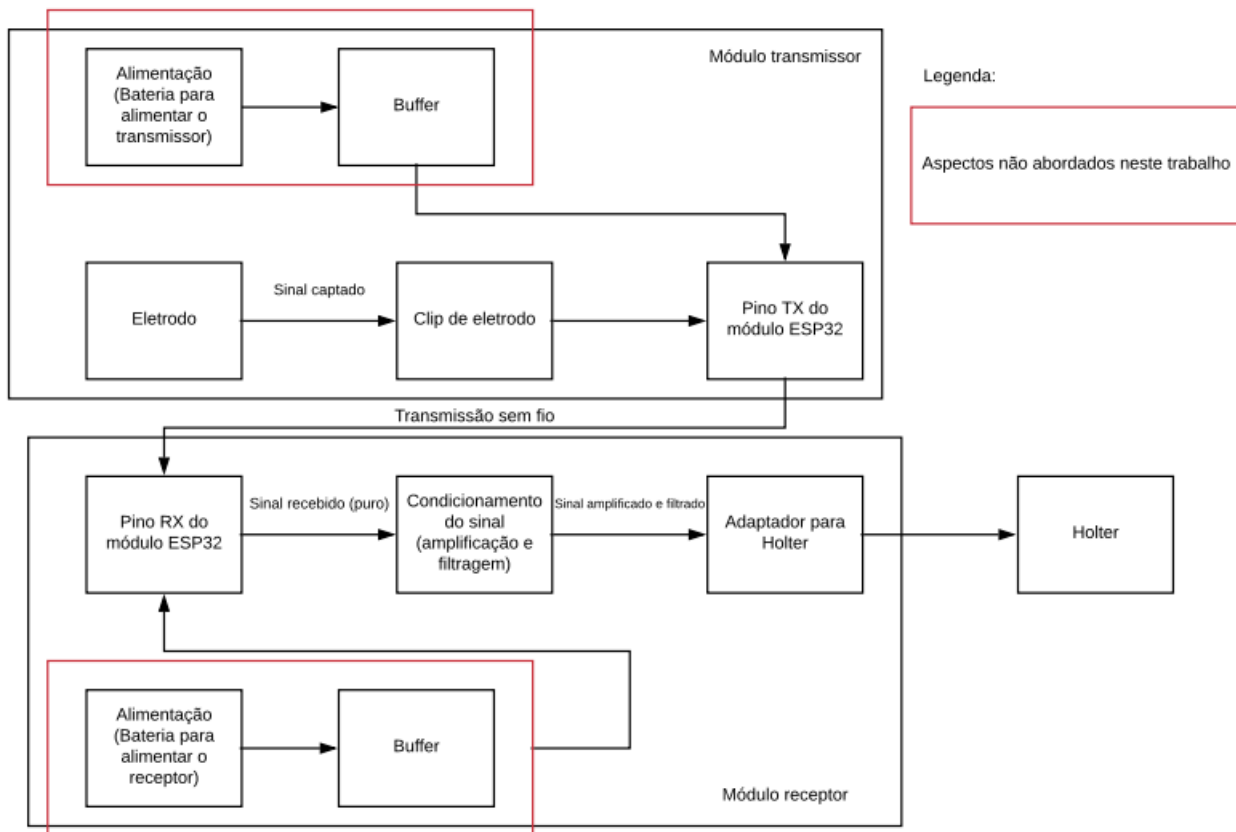 Módulo transmissor
Alimentação
(Bateria para
alimentar o
transmissor)
Buffer
Legenda:
Aspectos não abordados neste trabalho
Eletrodo
Sinal captado
Clip de eletrodo
Pino TX do
módulo ESP32
Transmissão sem fio
Pino RX do
módulo ESP32
Sinal recebido (puro)
Condicionamento
do sinal
(amplificação e
filtragem)
Sinal amplificado e filtrado
Adaptador para
Holter
Holter
Alimentação
(Bateria para
alimentar o
receptor)
Buffer
Módulo receptor